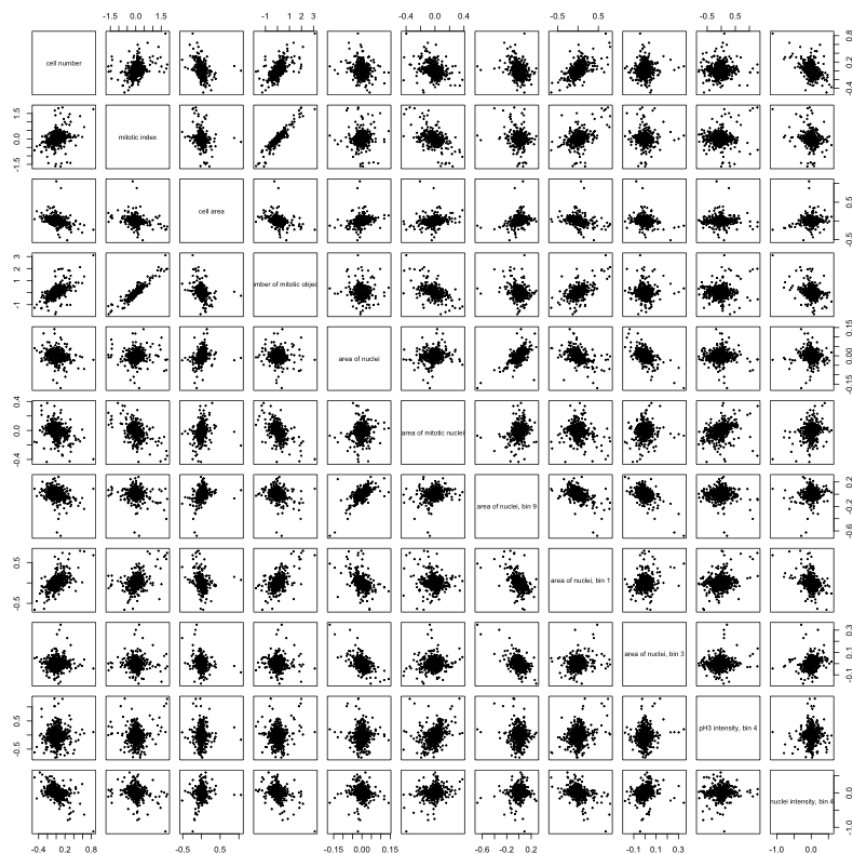 -1.5 0.0 1.5
-1 0 1 2 3
-0.4 0.0 0.4
-0.5 0.5
-0.5 0.5
cell number
-0.4 0.2 0.8
mitotic index
-1.5 0.0 1.5
cell area
-0.5 0.5
-1 1 2 3
mber of mitotic objec
area of nuclei
-0.15 0.00 0.15
-0.4 0.0 0.4
area of mitotic nuclei
area of nuclei, bin 9
-0.6 -0.2 0.2
-0.5 0.5
area of nuclei, bin 1
area of nuclei, bin 3
-0.1 0.1 0.3
-0.5 0.5
pH3 intensity, bin 4
nuclei intensity, bin 4
-1.0 0.0
-0.4 0.2 0.8
-0.5 0.5
-0.15 0.00 0.15
-0.6 -0.2 0.2
-0.1 0.1 0.3
-1.0 0.0